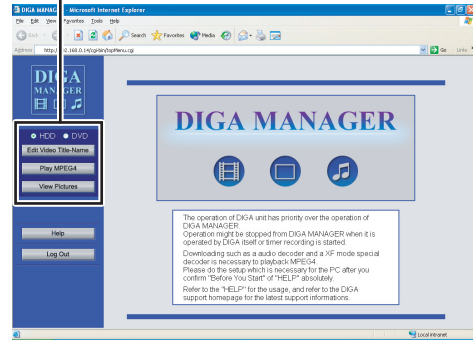 DIGA MANAGER - Microsoft Internet Explorer
File Edit View Favorites Tools Help
Back Search Favorites Media
Address http://192.168.0.14/cgi-bin/topMenu.cgi Go Links
DIGA
MANAGER
HDD DVD
Edit Video Title-Name
Play MPEG4
View Pictures
Help
Log Out
DIGA MANAGER
The operation of DIGA unit has priority over the operation of
DIGA MANAGER.
Operation might be stopped from DIGA MANAGER when it is
operated by DIGA itself or timer recording is started.
Downloading such as a audio decoder and a XF mode special
decoder is necessary to playback MPEG4.
Please do the setup which is necessary for the PC after you
confirm "Before You Start" of "HELP" absolutely.
Refer to the "HELP" for the usage, and refer to the DIGA
support homepage for the latest support informations.
Local intranet